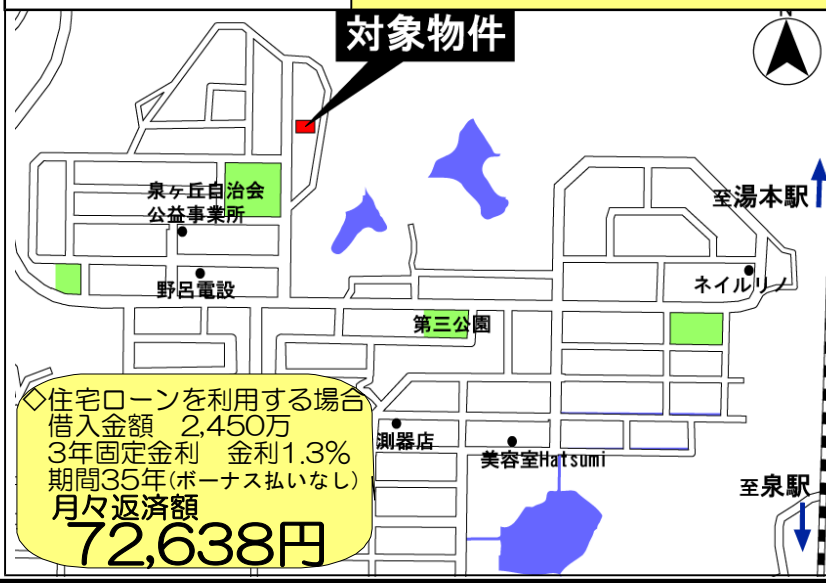 対象物件
N
至湯本駅
泉ヶ丘自治会
公益事業所
野呂電設
ネイルリノ
第三公園
◇住宅ローンを利用する場合
借入金額 2,450万
3年固定金利 金利1.3%
期間35年(ボーナス払いなし)
月々返済額
72,638円
測器店
美容室Hatsumi
至泉駅